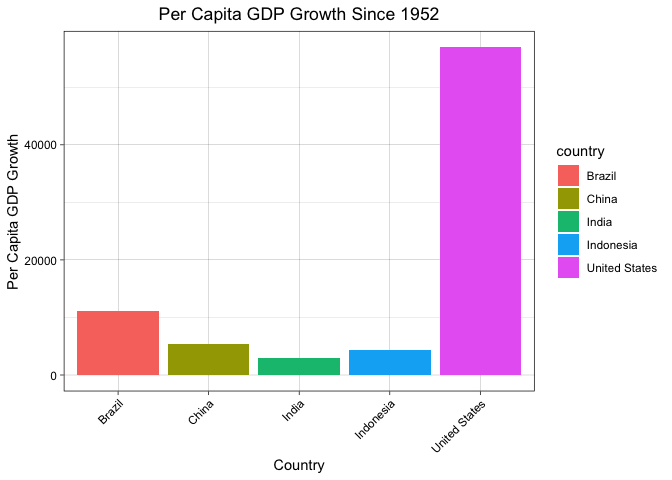 Per Capita GDP Growth Since 1952
Per Capita GDP Growth
40000
20000
0
Brazil
China
India
Indonesia
United States
Country
country
Brazil
China
India
Indonesia
United States